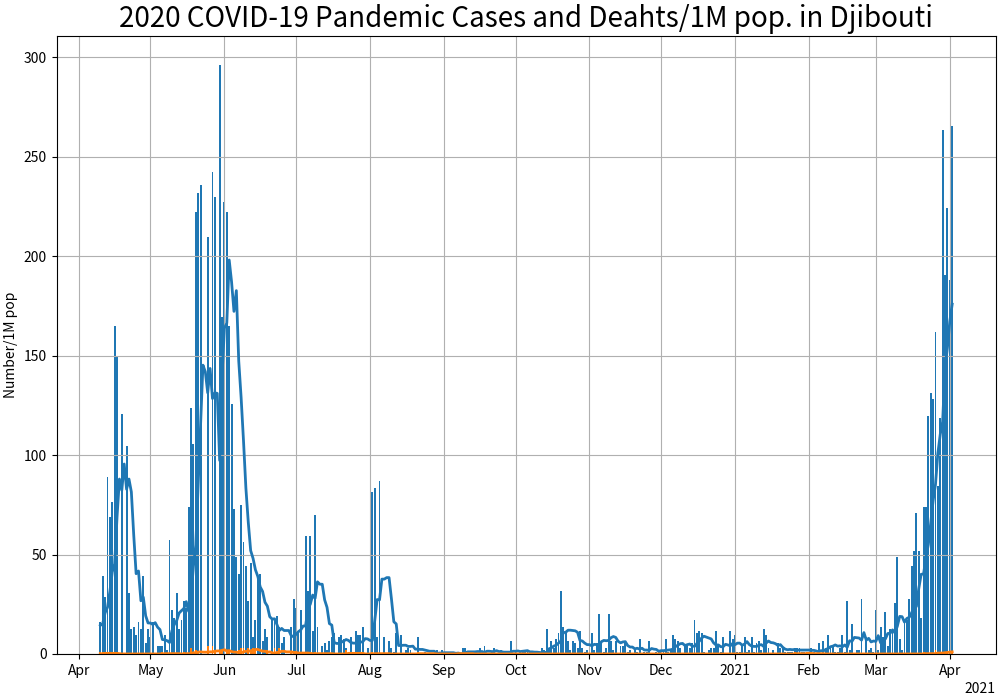 2020 COVID-19 Pandemic Cases and Deahts/1M pop. in Djibouti
Number/1M pop
300
250
200
150
100
50
0
Apr May Jun Jul Aug Sep Oct Nov Dec 2021 Feb Mar Apr
2021